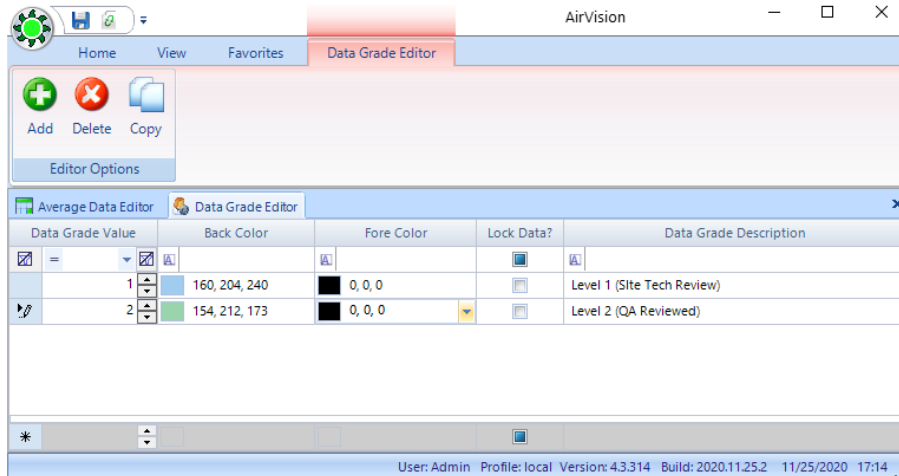 AirVision
Home View Favorites Data Grade Editor
Add Delete Copy
Editor Options
Average Data Editor Data Grade Editor
Data Grade Value Back Color Fore Color Lock Data? Data Grade Description
= A A A
1 160, 204, 240 0, 0, 0 Level 1 (SIte Tech Review)
2 154, 212, 173 0, 0, 0 Level 2 (QA Reviewed)
User: Admin Profile: local Version: 4.3.314 Build: 2020.11.25.2 11/25/2020 17:14